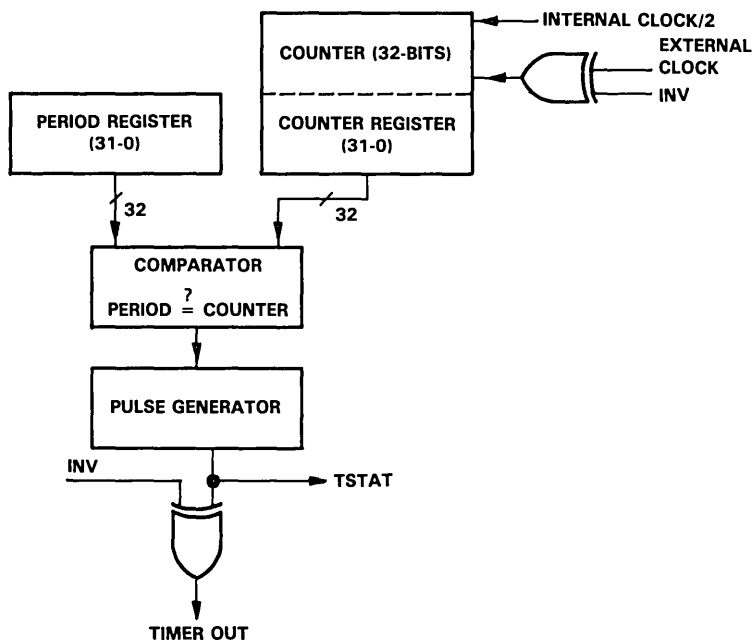 INTERNAL CLOCK/2
COUNTER (32-BITS)
EXTERNAL
CLOCK
INV
PERIOD REGISTER
(31-0)
COUNTER REGISTER
(31-0)
32
32
COMPARATOR
?
PERIOD = COUNTER
PULSE GENERATOR
INV
TSTAT
TIMER OUT